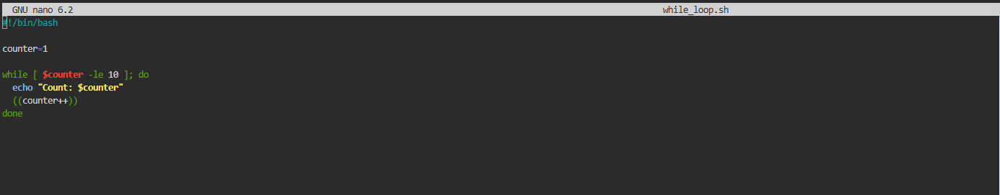 GNU nano 6.2 while_loop.sh
#!/bin/bash
counter=1
while [ $counter -le 10 ]; do
echo "Count: $counter"
((counter++))
done